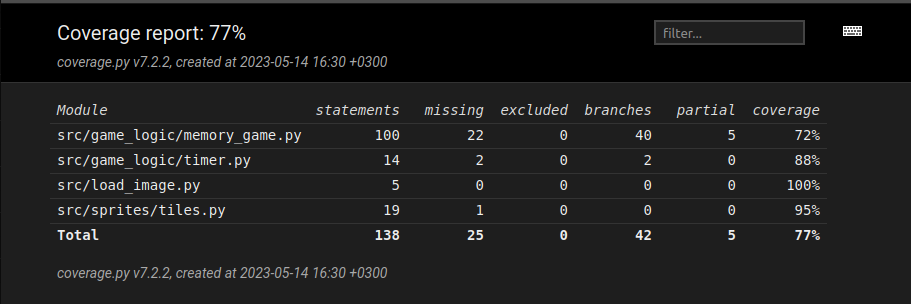 Coverage report: 77%
filter...
coverage.py v7.2.2, created at 2023-05-14 16:30 +0300
Module statements missing excluded branches partial coverage
src/game_logic/memory_game.py 100 22 0 40 5 72%
src/game_logic/timer.py 14 2 0 2 0 88%
src/load_image.py 5 0 0 0 0 100%
src/sprites/tiles.py 19 1 0 0 0 95%
Total 138 25 0 42 5 77%
coverage.py v7.2.2, created at 2023-05-14 16:30 +0300